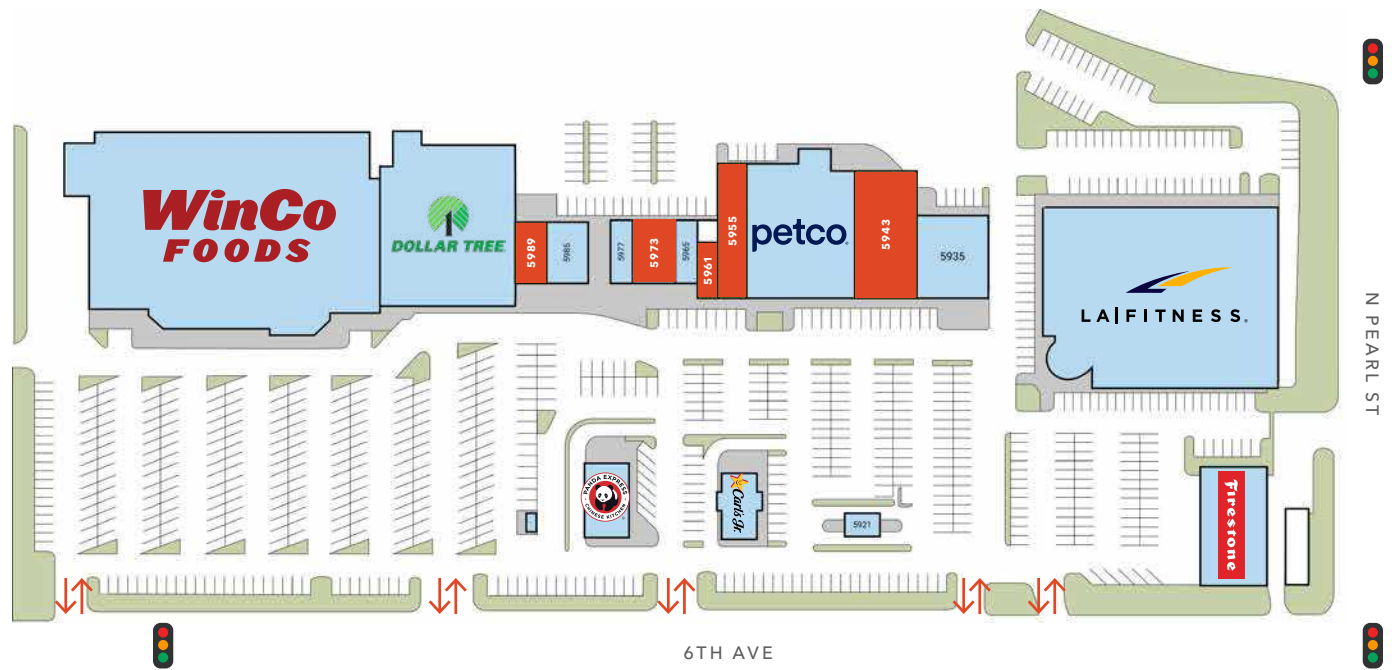 WinCo
FOODS
DOLLAR TREE
5989
5985
5977
5973
5965
5961
5955
petco
5943
5935
LA|FITNESS.
N PEARL ST
PANDA EXPRESS
CHINESE KITCHEN
Carl's Jr.
5921
Firestone
6TH AVE